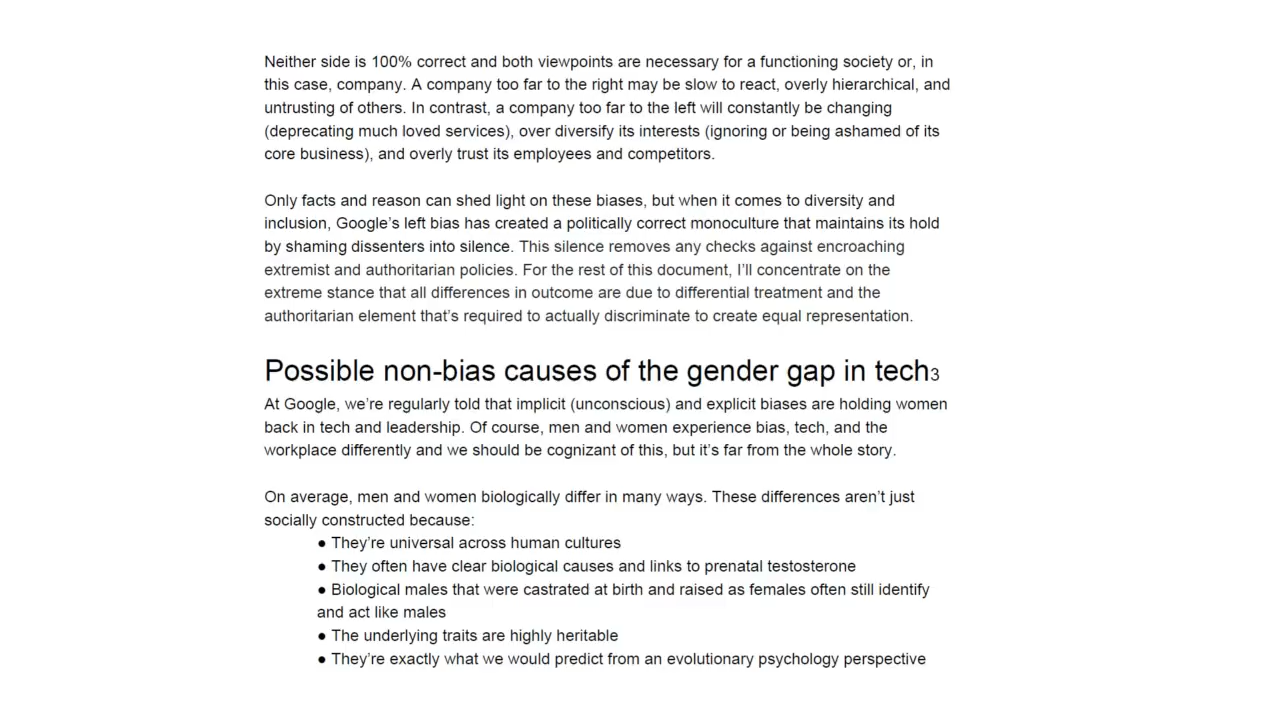 Neither side is 100% correct and both viewpoints are necessary for a functioning society or, in
this case, company. A company too far to the right may be slow to react, overly hierarchical, and
untrusting of others. In contrast, a company too far to the left will constantly be changing
(deprecating much loved services), over diversify its interests (ignoring or being ashamed of its
core business), and overly trust its employees and competitors.
Only facts and reason can shed light on these biases, but when it comes to diversity and
inclusion, Google’s left bias has created a politically correct monoculture that maintains its hold
by shaming dissenters into silence. This silence removes any checks against encroaching
extremist and authoritarian policies. For the rest of this document, I’ll concentrate on the
extreme stance that all differences in outcome are due to differential treatment and the
authoritarian element that’s required to actually discriminate to create equal representation.
Possible non-bias causes of the gender gap in tech3
At Google, we’re regularly told that implicit (unconscious) and explicit biases are holding women
back in tech and leadership. Of course, men and women experience bias, tech, and the
workplace differently and we should be cognizant of this, but it’s far from the whole story.
On average, men and women biologically differ in many ways. These differences aren’t just
socially constructed because:
● They’re universal across human cultures
● They often have clear biological causes and links to prenatal testosterone
● Biological males that were castrated at birth and raised as females often still identify
and act like males
● The underlying traits are highly heritable
● They’re exactly what we would predict from an evolutionary psychology perspective